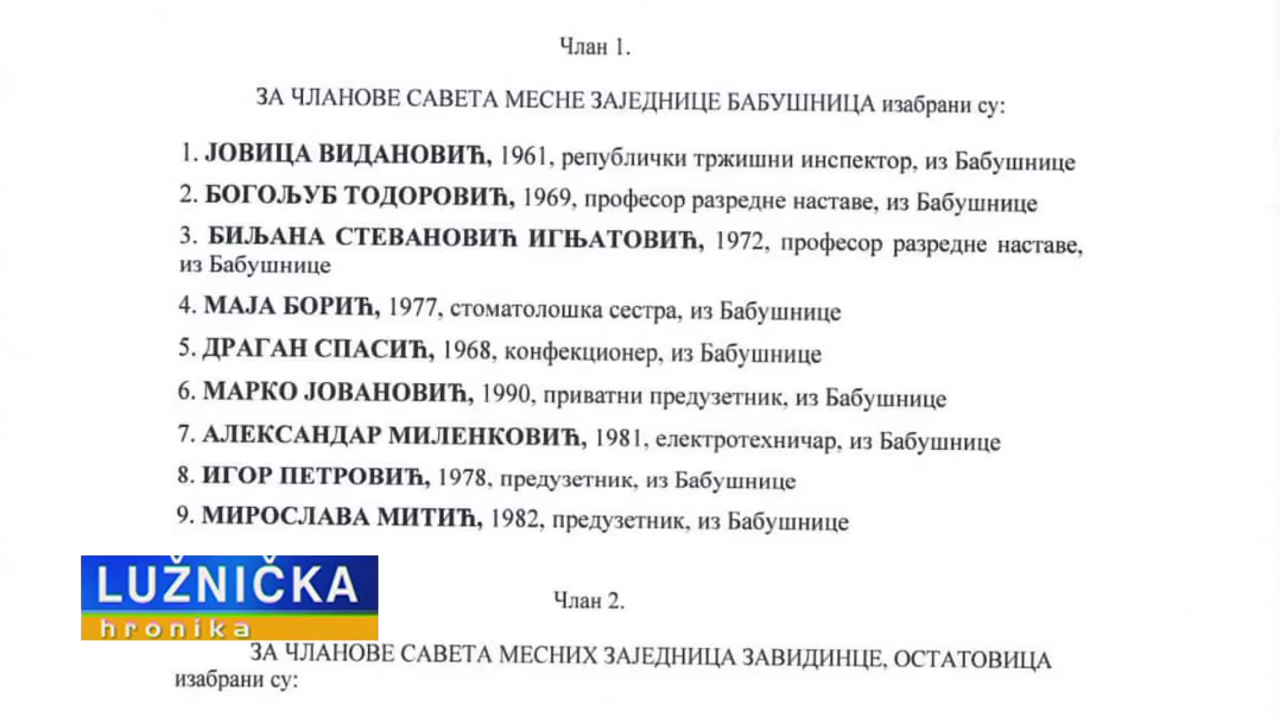 Члан 1.
ЗА ЧЛАНОВЕ САВЕТА МЕСНЕ ЗАЈЕДНИЦЕ БАБУШНИЦА изабрани су:
1. ЈОВИЦА ВИДАНОВИЋ, 1961, републички тржишни инспектор, из Бабушнице
2. БОГОЉУБ ТОДОРОВИЋ, 1969, професор разредне наставе, из Бабушнице
3. БИЉАНА СТЕВАНОВИЋ ИГЊАТОВИЋ, 1972, професор разредне наставе,
из Бабушнице
4. МАЈА БОРИЋ, 1977, стоматолошка сестра, из Бабушнице
5. ДРАГАН СПАСИЋ, 1968, конфекционер, из Бабушнице
6. МАРКО ЈОВАНОВИЋ, 1990, приватни предузетник, из Бабушнице
7. АЛЕКСАНДАР МИЛЕНКОВИЋ, 1981, електротехничар, из Бабушнице
8. ИГОР ПЕТРОВИЋ, 1978, предузетник, из Бабушнице
9. МИРОСЛАВА МИТИЋ, 1982, предузетник, из Бабушнице
LUŽNIČKA
hronika
Члан 2.
ЗА ЧЛАНОВЕ САВЕТА МЕСНИХ ЗАЈЕДНИЦА ЗАВИДИНЦЕ, ОСТАТОВИЦА
изабрани су: